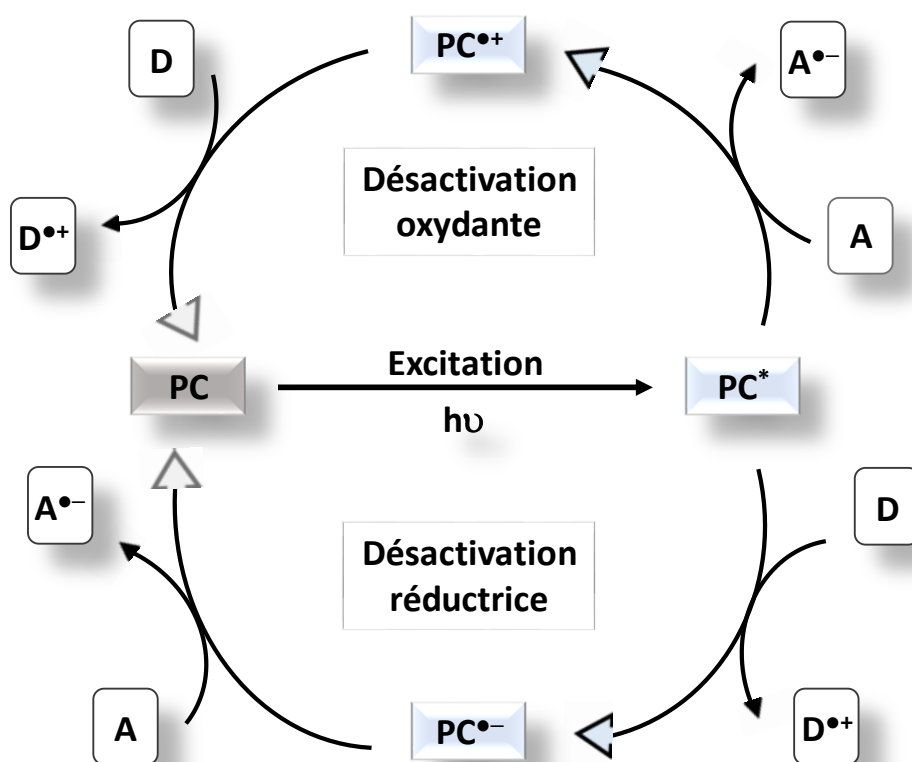 PC●+
D
A●–
Désactivation
oxydante
D●+
A
Excitation
PC
PC*
hυ
A●–
D
Désactivation
réductrice
A
PC●–
D●+